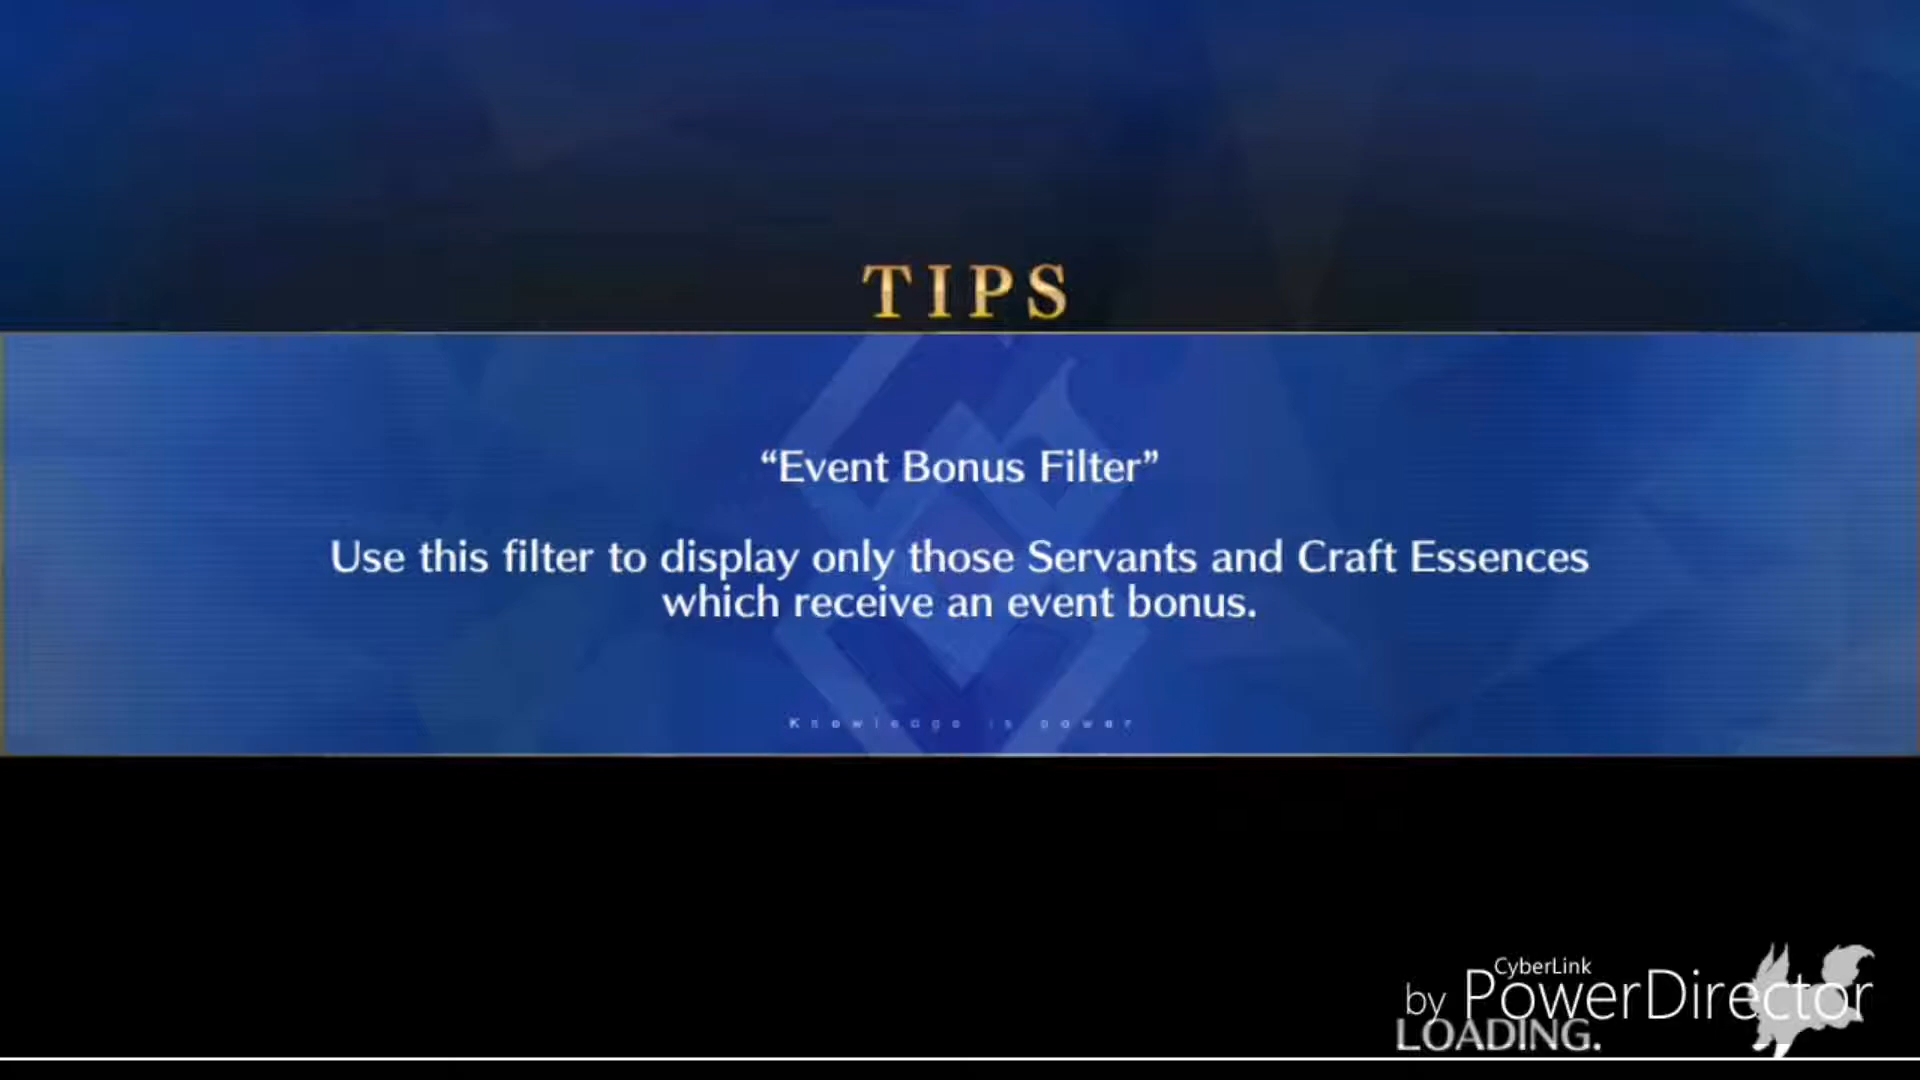 TIPS
“Event Bonus Filter”
Use this filter to display only those Servants and Craft Essences
which receive an event bonus.
Knowledge is power
CyberLink
by PowerDirector
LOADING.